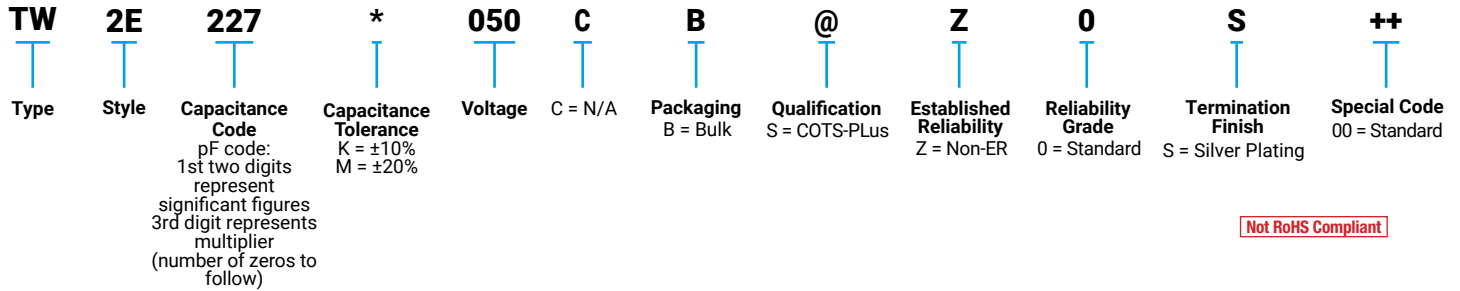 TW 2E 227 * 050 C B @ Z 0 S ++
Type
Style
Capacitance
Code
pF code:
1st two digits
represent
significant figures
3rd digit represents
multiplier
(number of zeros to
follow)
Capacitance
Tolerance
K = ±10%
M = ±20%
Voltage
C = N/A
Packaging
B = Bulk
Qualification
S = COTS-PLus
Established
Reliability
Z = Non-ER
Reliability
Grade
0 = Standard
Termination
Finish
S = Silver Plating
Special Code
00 = Standard
Not RoHS Compliant